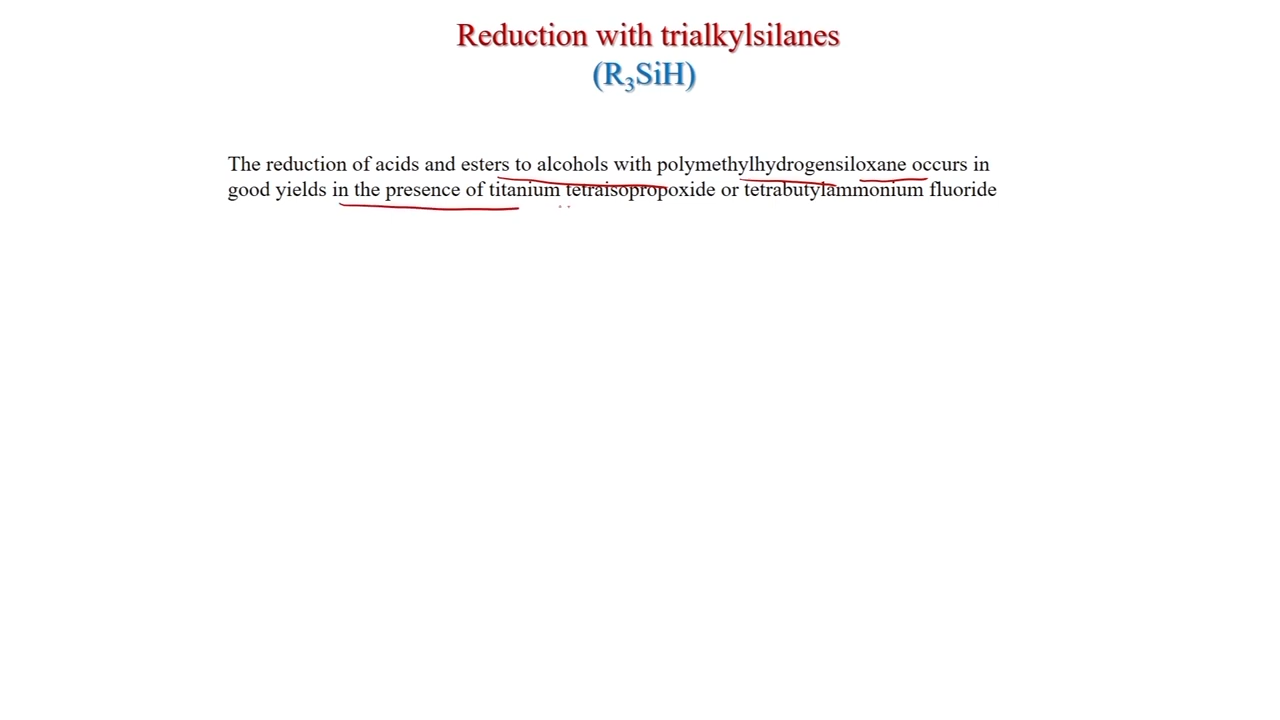 Reduction with trialkylsilanes
(R₃SiH)
The reduction of acids and esters to alcohols with polymethylhydrogensiloxane occurs in
good yields in the presence of titanium tetraisopropoxide or tetrabutylammonium fluoride